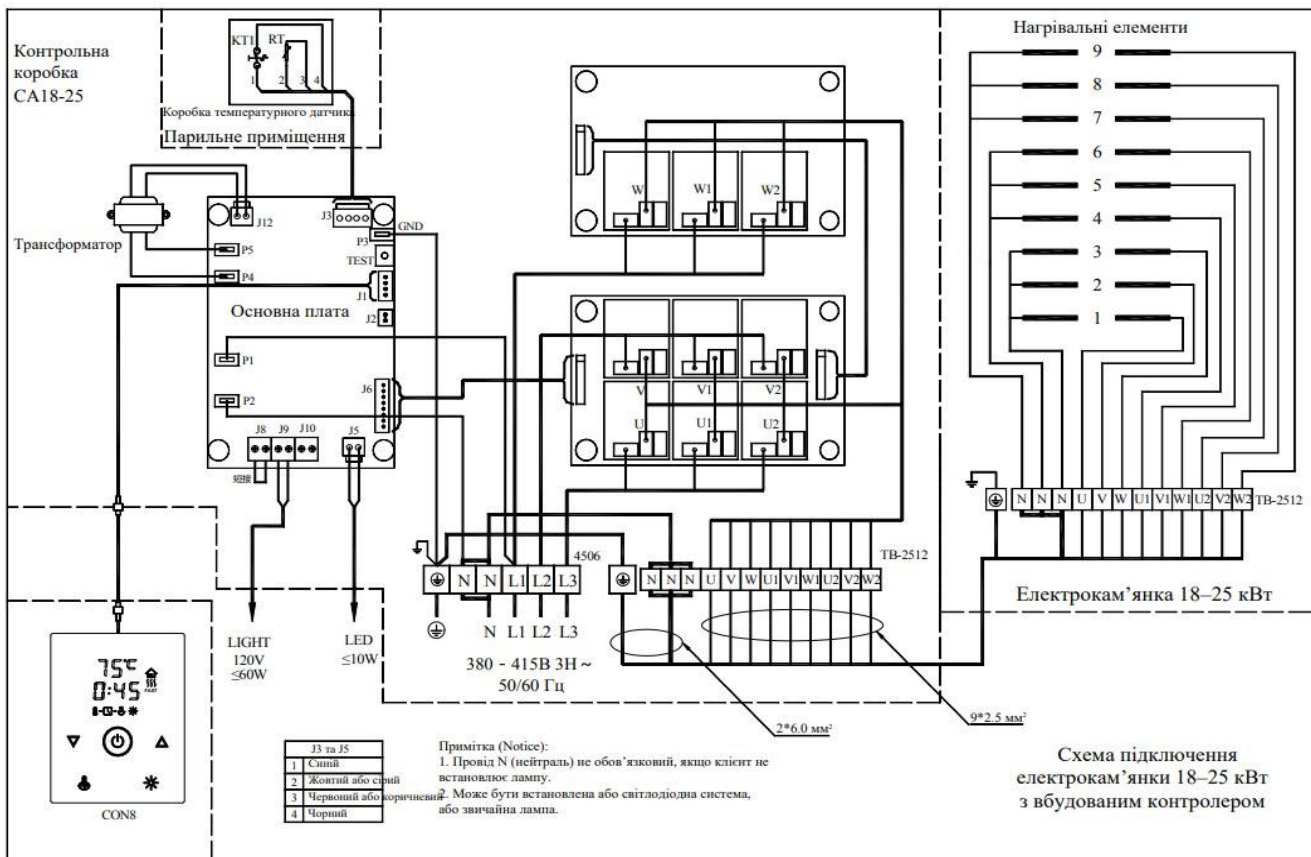 Контрольна
коробка
CA18-25
KT1 RT
1 2 3 4
Коробка температурного датчика
Парильне приміщення
Трансформатор
J12
J3
GND
P3
P5
TEST
P4
J1
Основна плата
J2
P1
J6
P2
J8 J9 J10 J5
短接
LIGHT
120V
≤60W
LED
≤10W
W W1 W2
V V1 V2
U U1 U2
4506
N N L1 L2 L3
N L1 L2 L3
380 - 415В 3Н ~
50/60 Гц
TB-2512
N N N U V W U1 V1 W1 U2 V2 W2
2*6.0 мм²
9*2.5 мм²
Нагрівальні елементи
9
8
7
6
5
4
3
2
1
N N N U V W U1 V1 W1 U2 V2 W2 TB-2512
Електрокам’янка 18–25 кВт
75°C
0:45
FAST
CON8
J3 та J5
1 Синій
2 Жовтий або сірий
3 Червоний або коричневий
4 Чорний
Примітка (Notice):
1. Провід N (нейтраль) не обов’язковий, якщо клієнт не
встановлює лампу.
2. Може бути встановлена або світлодіодна система,
або звичайна лампа.
Схема підключення
електрокам’янки 18–25 кВт
з вбудованим контролером